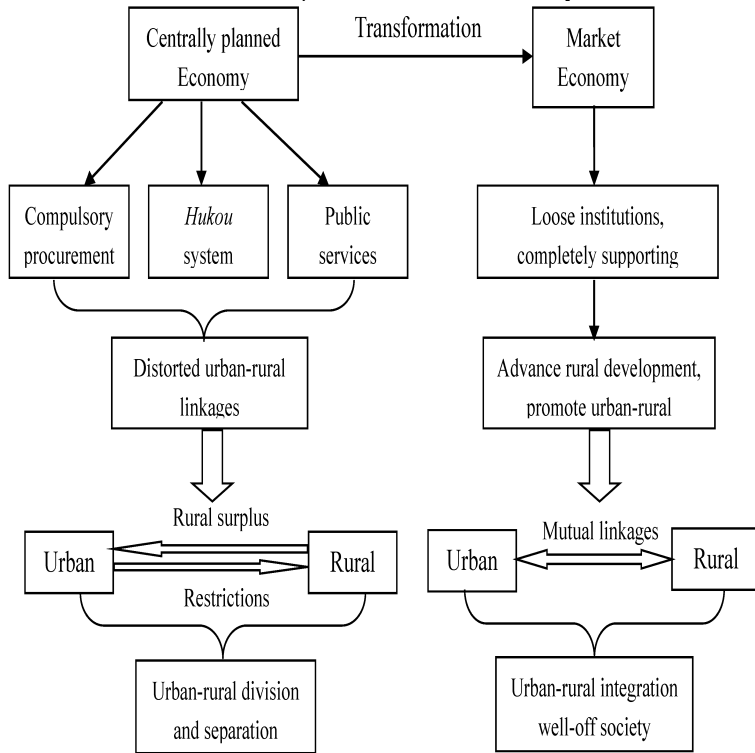 Centrally planned
Economy
Transformation
Market
Economy
Compulsory
procurement
Hukou
system
Public
services
Loose institutions,
completely supporting
Distorted urban-rural
linkages
Advance rural development,
promote urban-rural
Rural surplus
Urban
Rural
Restrictions
Mutual linkages
Urban
Rural
Urban-rural division
and separation
Urban-rural integration
well-off society